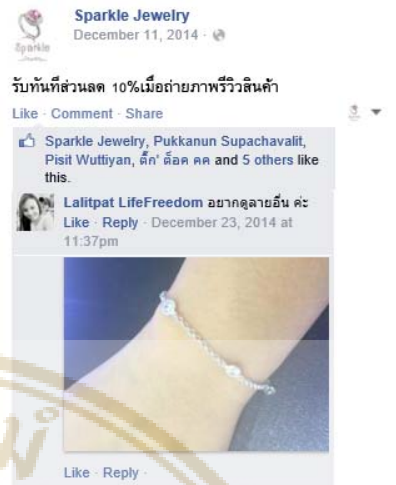 Sparkle Jewelry
December 11, 2014 ·
Sparkle
รับทันทีส่วนลด 10%เมื่อถ่ายภาพรีวิวสินค้า
Like · Comment · Share
Sparkle Jewelry, Pukkanun Supachavalit,
Pisit Wuttiyan, ติ๊ก' ต็อค คค and 5 others like
this.
Lalitpat LifeFreedom อยากดูลายอื่น ค่ะ
Like · Reply · December 23, 2014 at
11:37pm
Like · Reply ·